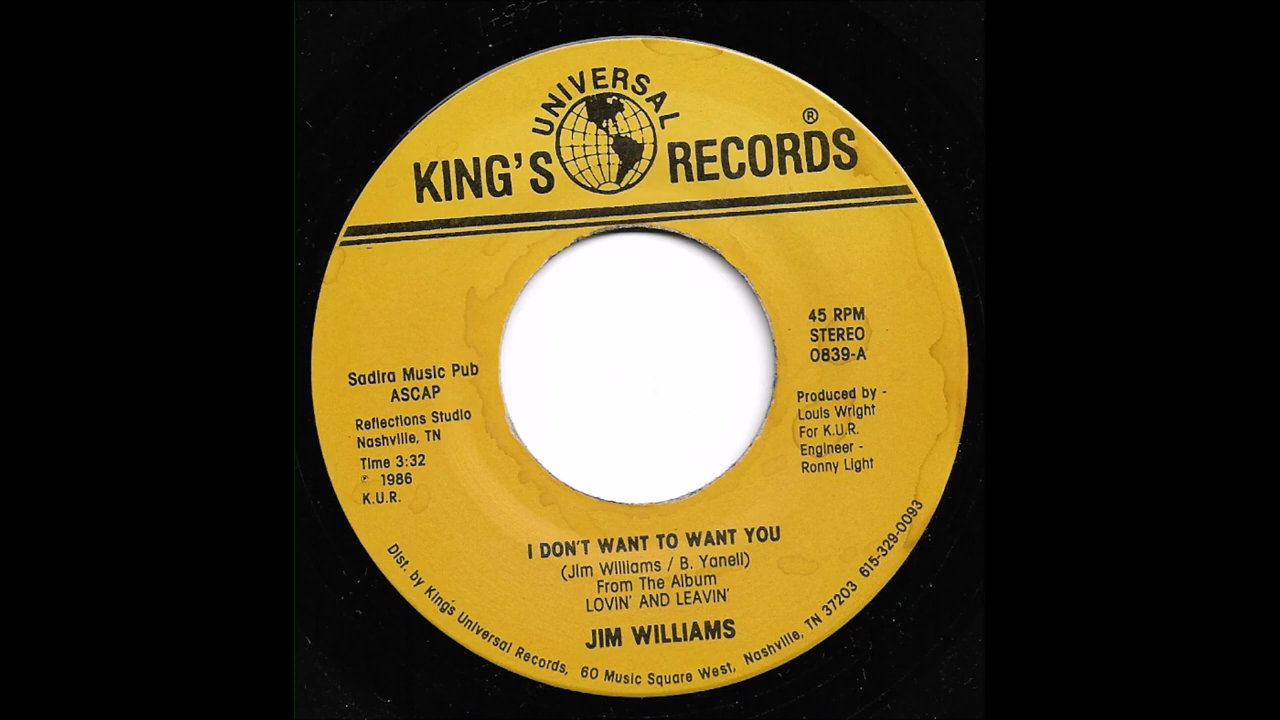 UNIVERSAL
KING'S RECORDS ®
45 RPM
STEREO
0839-A
Sadira Music Pub
ASCAP
Reflections Studio
Nashville, TN
Time 3:32
℗ 1986
K.U.R.
Produced by -
Louis Wright
For K.U.R.
Engineer -
Ronny Light
I DON'T WANT TO WANT YOU
(Jim Williams / B. Yanell)
From The Album
LOVIN' AND LEAVIN'
JIM WILLIAMS
Dist. by Kings Universal Records, 60 Music Square West, Nashville, TN 37203 615-329-0093